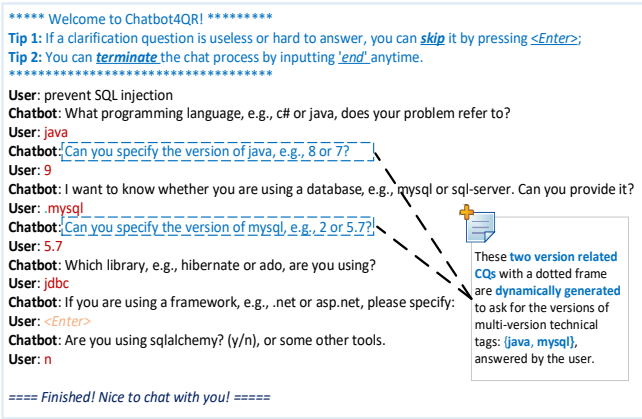 ***** Welcome to Chatbot4QR! *********
Tip 1: If a clarification question is useless or hard to answer, you can skip it by pressing <Enter>;
Tip 2: You can terminate the chat process by inputting 'end' anytime.
************************************
User: prevent SQL injection
Chatbot: What programming language, e.g., c# or java, does your problem refer to?
User: java
Chatbot: Can you specify the version of java, e.g., 8 or 7?
User: 9
Chatbot: I want to know whether you are using a database, e.g., mysql or sql-server. Can you provide it?
User: .mysql
Chatbot: Can you specify the version of mysql, e.g., 2 or 5.7?
User: 5.7
Chatbot: Which library, e.g., hibernate or ado, are you using?
User: jdbc
Chatbot: If you are using a framework, e.g., .net or asp.net, please specify:
User: <Enter>
Chatbot: Are you using sqlalchemy? (y/n), or some other tools.
User: n
==== Finished! Nice to chat with you! =====
These two version related
CQs with a dotted frame
are dynamically generated
to ask for the versions of
multi-version technical
tags: {java, mysql},
answered by the user.